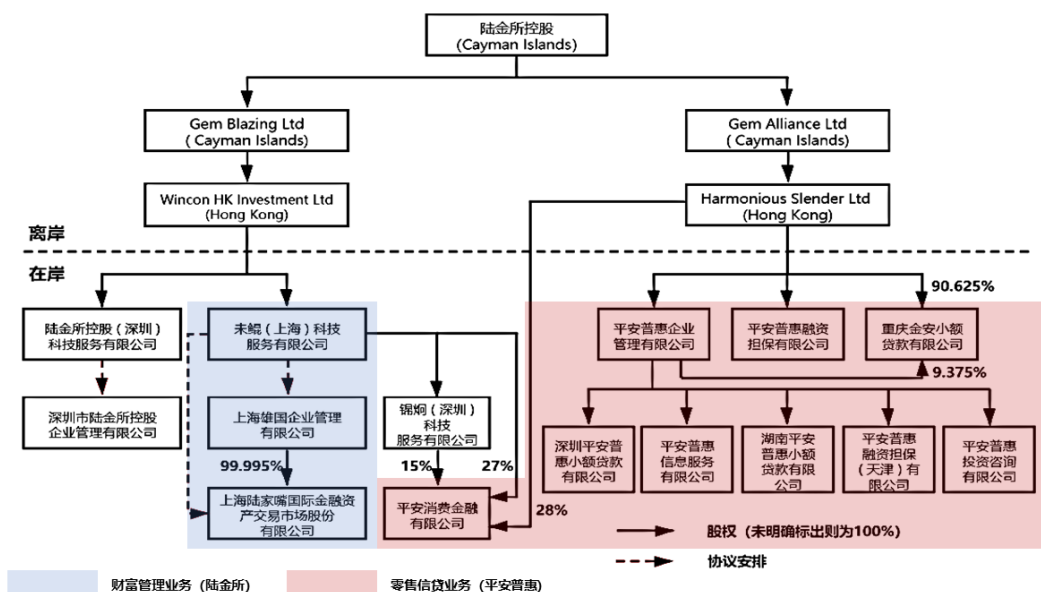 陆金所控股
(Cayman Islands)
Gem Blazing Ltd
( Cayman Islands)
Gem Alliance Ltd
( Cayman Islands)
Wincon HK Investment Ltd
(Hong Kong)
Harmonious Slender Ltd
(Hong Kong)
离岸
在岸
90.625%
陆金所控股（深圳）
科技服务有限公司
未鲲（上海）科技
服务有限公司
平安普惠企业
管理有限公司
平安普惠融资
担保有限公司
重庆金安小额
贷款有限公司
9.375%
深圳市陆金所控股
企业管理有限公司
上海雄国企业管理
有限公司
锡炯（深圳）
科技
服务有限公司
深圳平安普
惠小额贷款
有限公司
平安普惠
信息服务
有限公司
湖南平安
普惠小额
贷款有限
公司
平安普惠
融资担保
（天津）有
限公司
平安普惠
投资咨询
有限公司
99.995%
15%
27%
上海陆家嘴国际金融资
产交易市场股份
有限公司
平安消费金融
有限公司
28%
股权（未明确标出则为100%）
协议安排
财富管理业务（陆金所）
零售信贷业务（平安普惠）